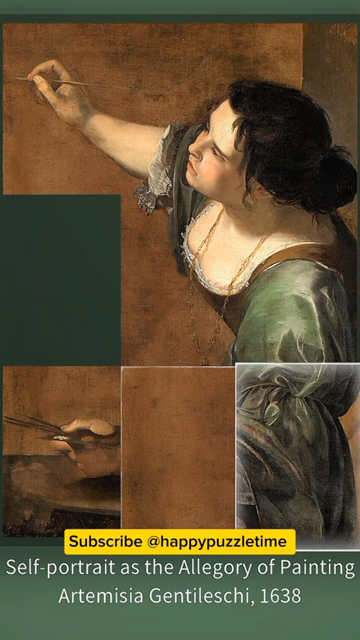 Subscribe @happypuzzletime
Self-portrait as the Allegory of Painting
Artemisia Gentileschi, 1638